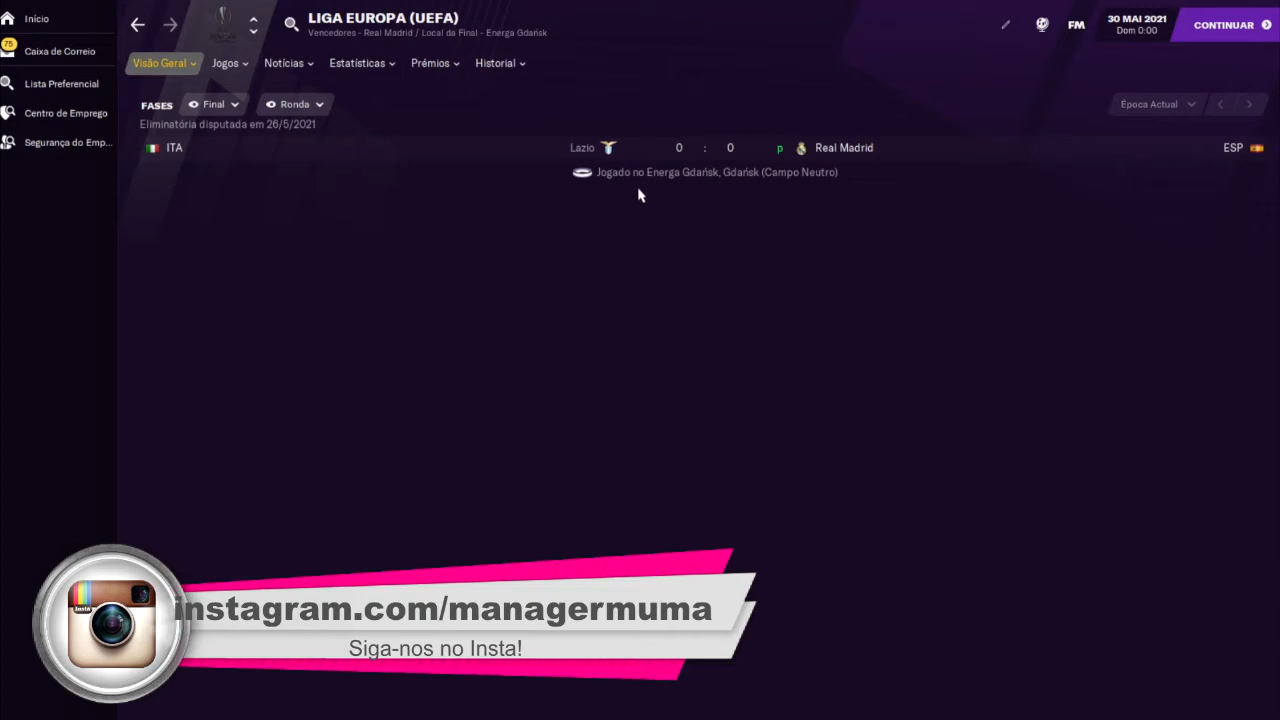 Início
75
Caixa de Correio
Lista Preferencial
Centro de Emprego
Segurança do Emp...
LIGA EUROPA (UEFA)
Vencedores - Real Madrid / Local da Final - Energa Gdańsk
FM
30 MAI 2021
Dom 0:00
CONTINUAR
Visão Geral
Jogos
Notícias
Estatísticas
Prémios
Historial
FASES
Final
Ronda
Época Actual
Eliminatória disputada em 26/5/2021
ITA
Lazio
0 : 0
p
Real Madrid
ESP
Jogado no Energa Gdańsk, Gdańsk (Campo Neutro)
Insta
instagram.com/managermuma
Siga-nos no Insta!